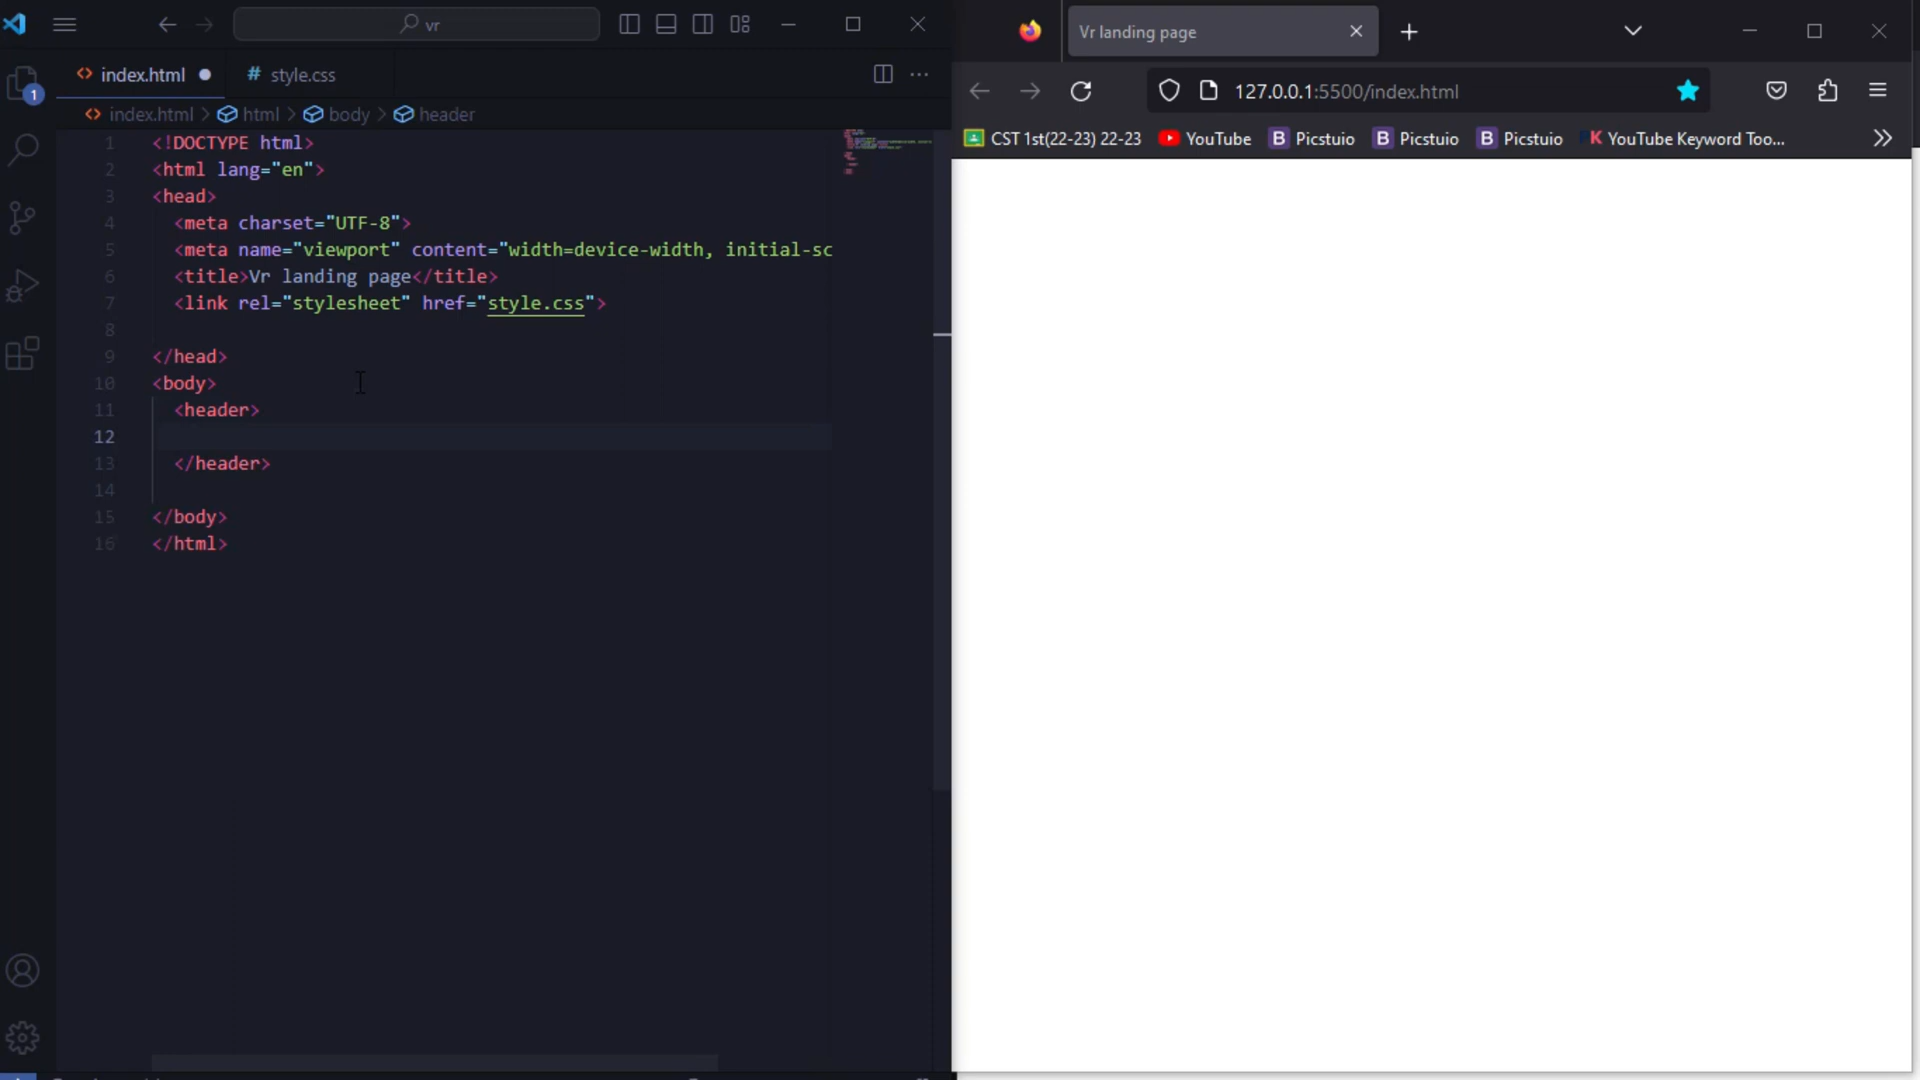 vr
index.html
# style.css
index.html > html > body > header
1 <!DOCTYPE html>
2 <html lang="en">
3 <head>
4 <meta charset="UTF-8">
5 <meta name="viewport" content="width=device-width, initial-sc
6 <title>Vr landing page</title>
7 <link rel="stylesheet" href="style.css">
8
9 </head>
10 <body>
11 <header>
12
13 </header>
14
15 </body>
16 </html>
1
Vr landing page
127.0.0.1:5500/index.html
CST 1st(22-23) 22-23
YouTube
B Picstuio
B Picstuio
B Picstuio
K YouTube Keyword Too...